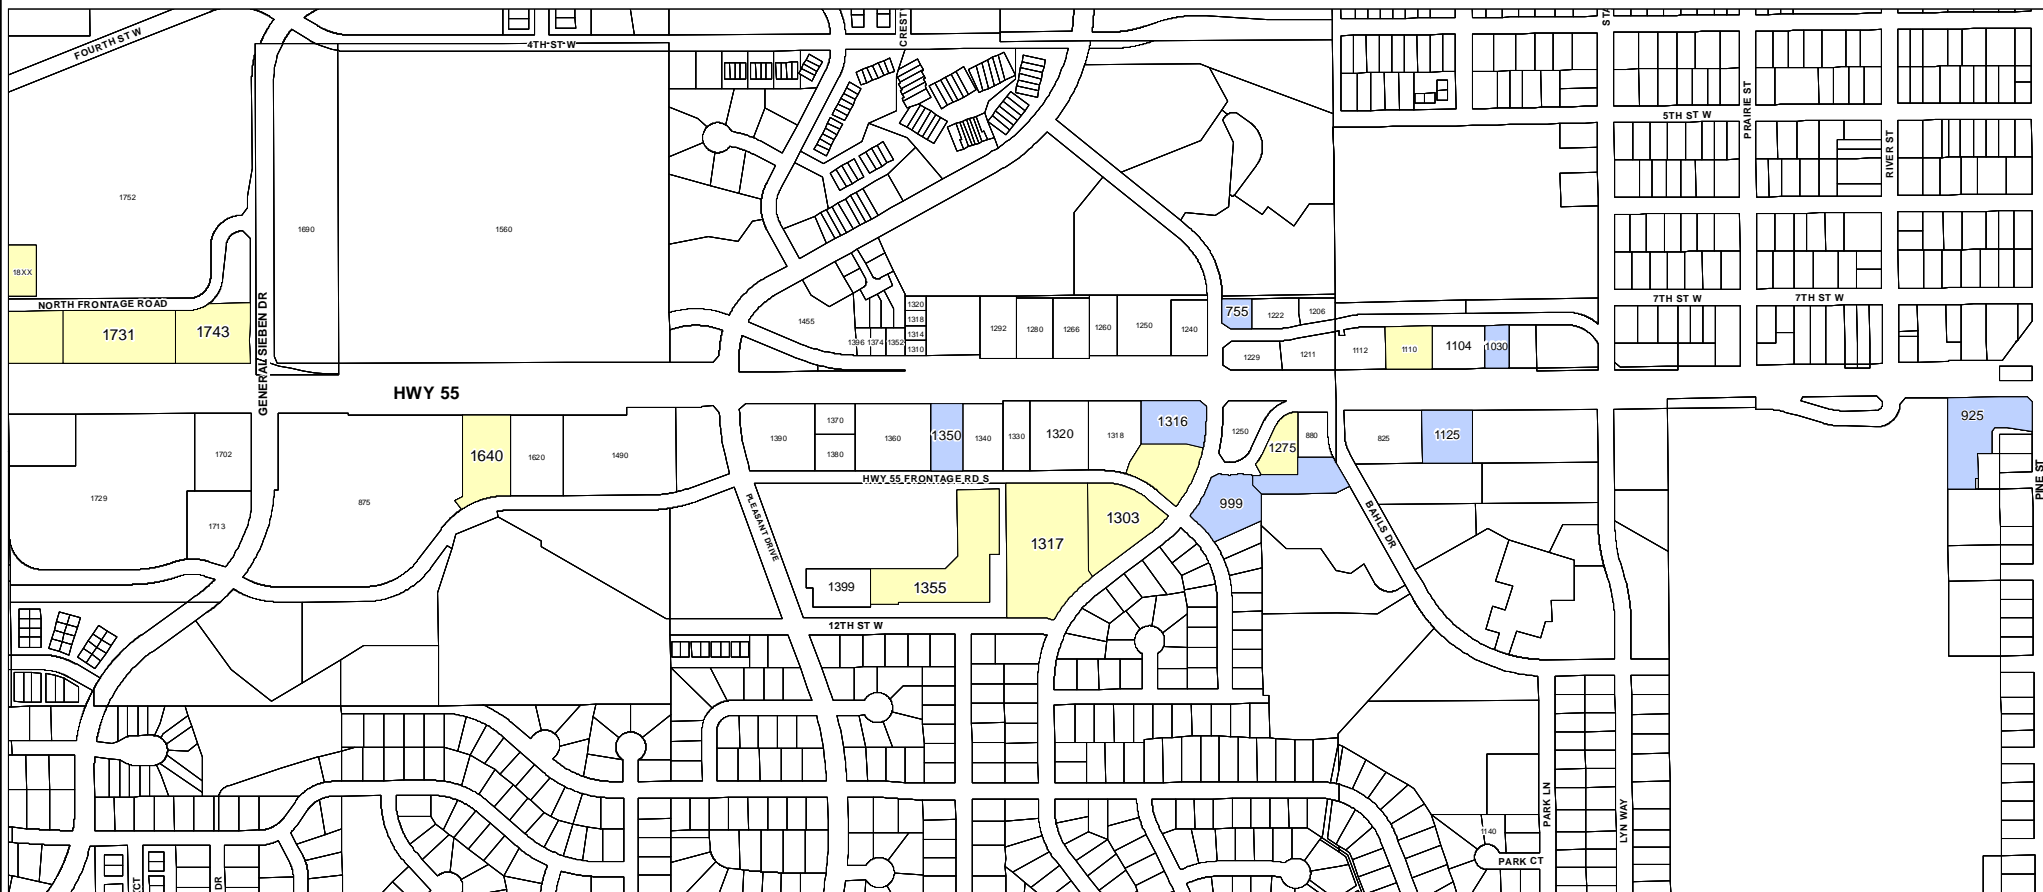 FOURTH ST W
4TH ST W
CREST
STA
5TH ST W
PRAIRIE ST
RIVER ST
1752
1690
1560
18XX
NORTH FRONTAGE ROAD
1731
1743
GENERAL SIEBEN DR
1455
1396
1374
1352
1320
1318
1314
1310
1292
1280
1266
1260
1250
1240
755
1222
1206
1229
1211
1112
1110
1104
1030
7TH ST W
7TH ST W
HWY 55
1702
1729
1713
875
1640
1620
1490
1390
1370
1380
1360
1350
1340
1330
1320
1318
1316
1250
1275
880
825
1125
925
PINE ST
HWY 55 FRONTAGE RD S
PLEASANT DRIVE
999
BAHLS DR
1303
1317
1355
1399
12TH ST W
PARK LN
LYN WAY
1140
PARK CT
CT
DR